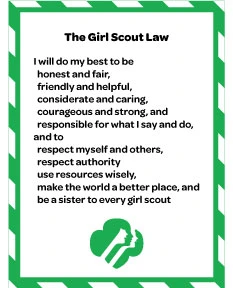 The Girl Scout Law
I will do my best to be
honest and fair,
friendly and helpful,
considerate and caring,
courageous and strong, and
responsible for what I say and do,
and to
respect myself and others,
respect authority
use resources wisely,
make the world a better place, and
be a sister to every girl scout